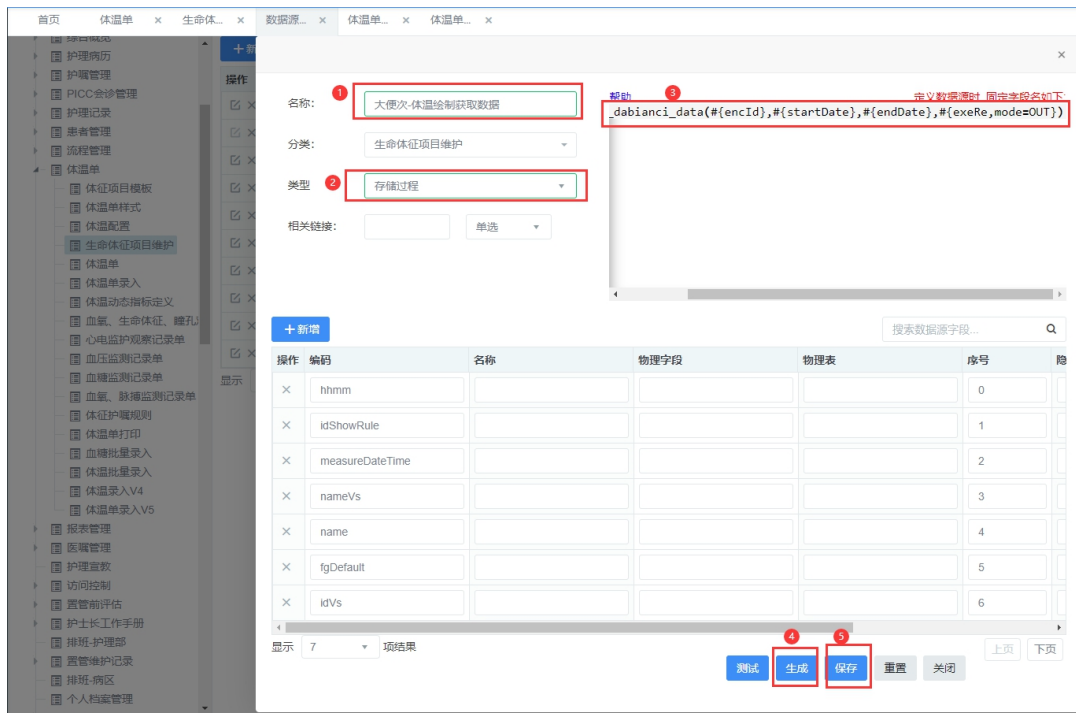 首页 体温单 × 生命体... × 数据源... × 体温单... × 体温单... ×
综合概览
护理病历
护嘱管理
PICC会诊管理
护理记录
患者管理
流程管理
体温单
体征项目模板
体温单样式
体温配置
生命体征项目维护
体温单
体温单录入
体温动态指标定义
血氧、生命体征、瞳孔
心电监护观察记录单
血压监测记录单
血糖监测记录单
血氧、脉搏监测记录单
体征护嘱规则
体温单打印
血糖批量录入
体温批量录入
体温录入V4
体温单录入V5
报表管理
医嘱管理
护理宣教
访问控制
置管前评估
护士长工作手册
排班-护理部
置管维护记录
排班-病区
个人档案管理
+新
操作
显示
×
名称: 1 大便次-体温绘制获取数据
分类: 生命体征项目维护
类型 2 存储过程
相关链接: 单选
帮助 3 定义数据源时,固定字段名如下:
_dabianci_data(#{encId},#{startDate},#{endDate},#{exeRe,mode=OUT})
+新增 搜索数据源字段...
操作 编码 名称 物理字段 物理表 序号 隐
× hhmm 0
× idShowRule 1
× measureDateTime 2
× nameVs 3
× name 4
× fgDefault 5
× idVs 6
显示 7 项结果 4 5 上页 下页
测试 生成 保存 重置 关闭